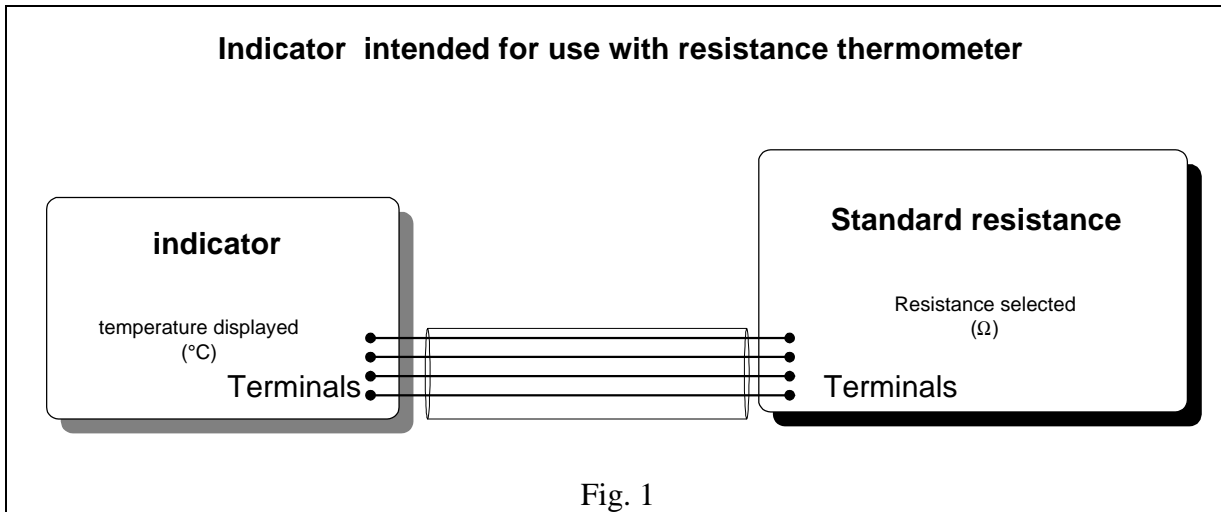 Indicator intended for use with resistance thermometer
indicator
temperature displayed
(°C)
Terminals
Standard resistance
Resistance selected
(Ω)
Terminals
Fig. 1